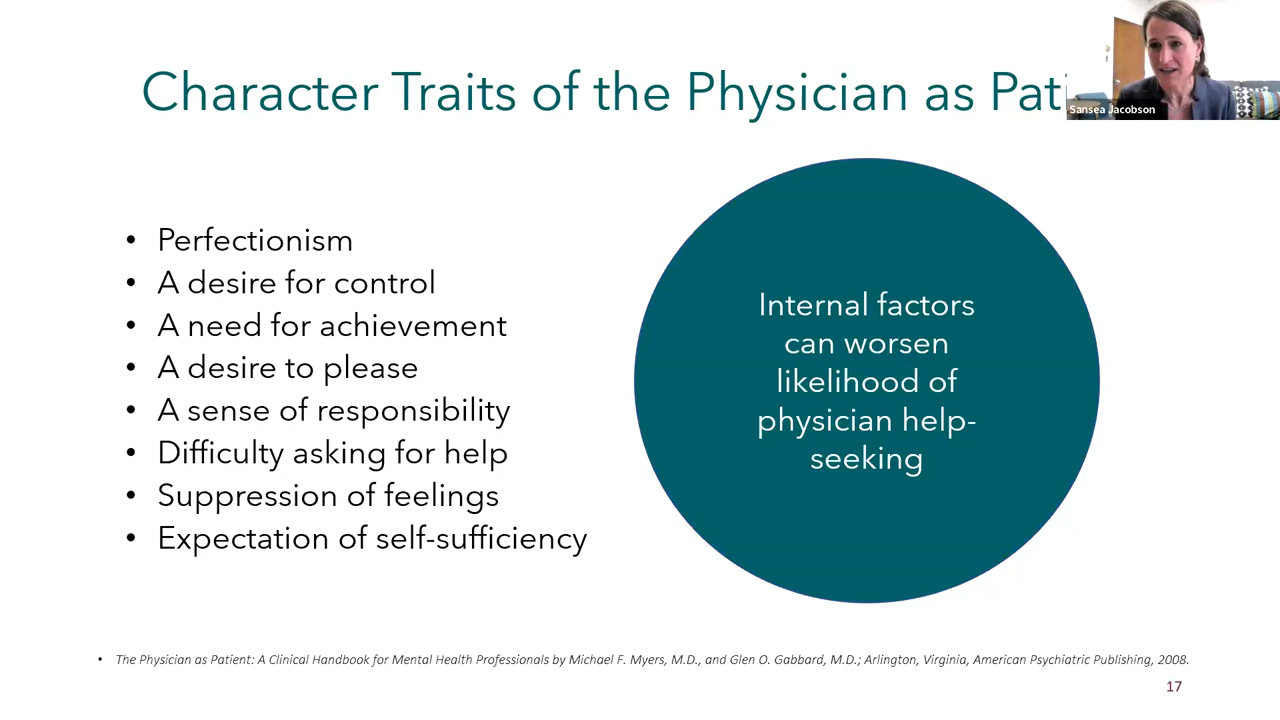 Character Traits of the Physician as Pati
Sansea Jacobson
• Perfectionism
• A desire for control
• A need for achievement
• A desire to please
• A sense of responsibility
• Difficulty asking for help
• Suppression of feelings
• Expectation of self-sufficiency
Internal factors
can worsen
likelihood of
physician help-
seeking
• The Physician as Patient: A Clinical Handbook for Mental Health Professionals by Michael F. Myers, M.D., and Glen O. Gabbard, M.D.; Arlington, Virginia, American Psychiatric Publishing, 2008.
17